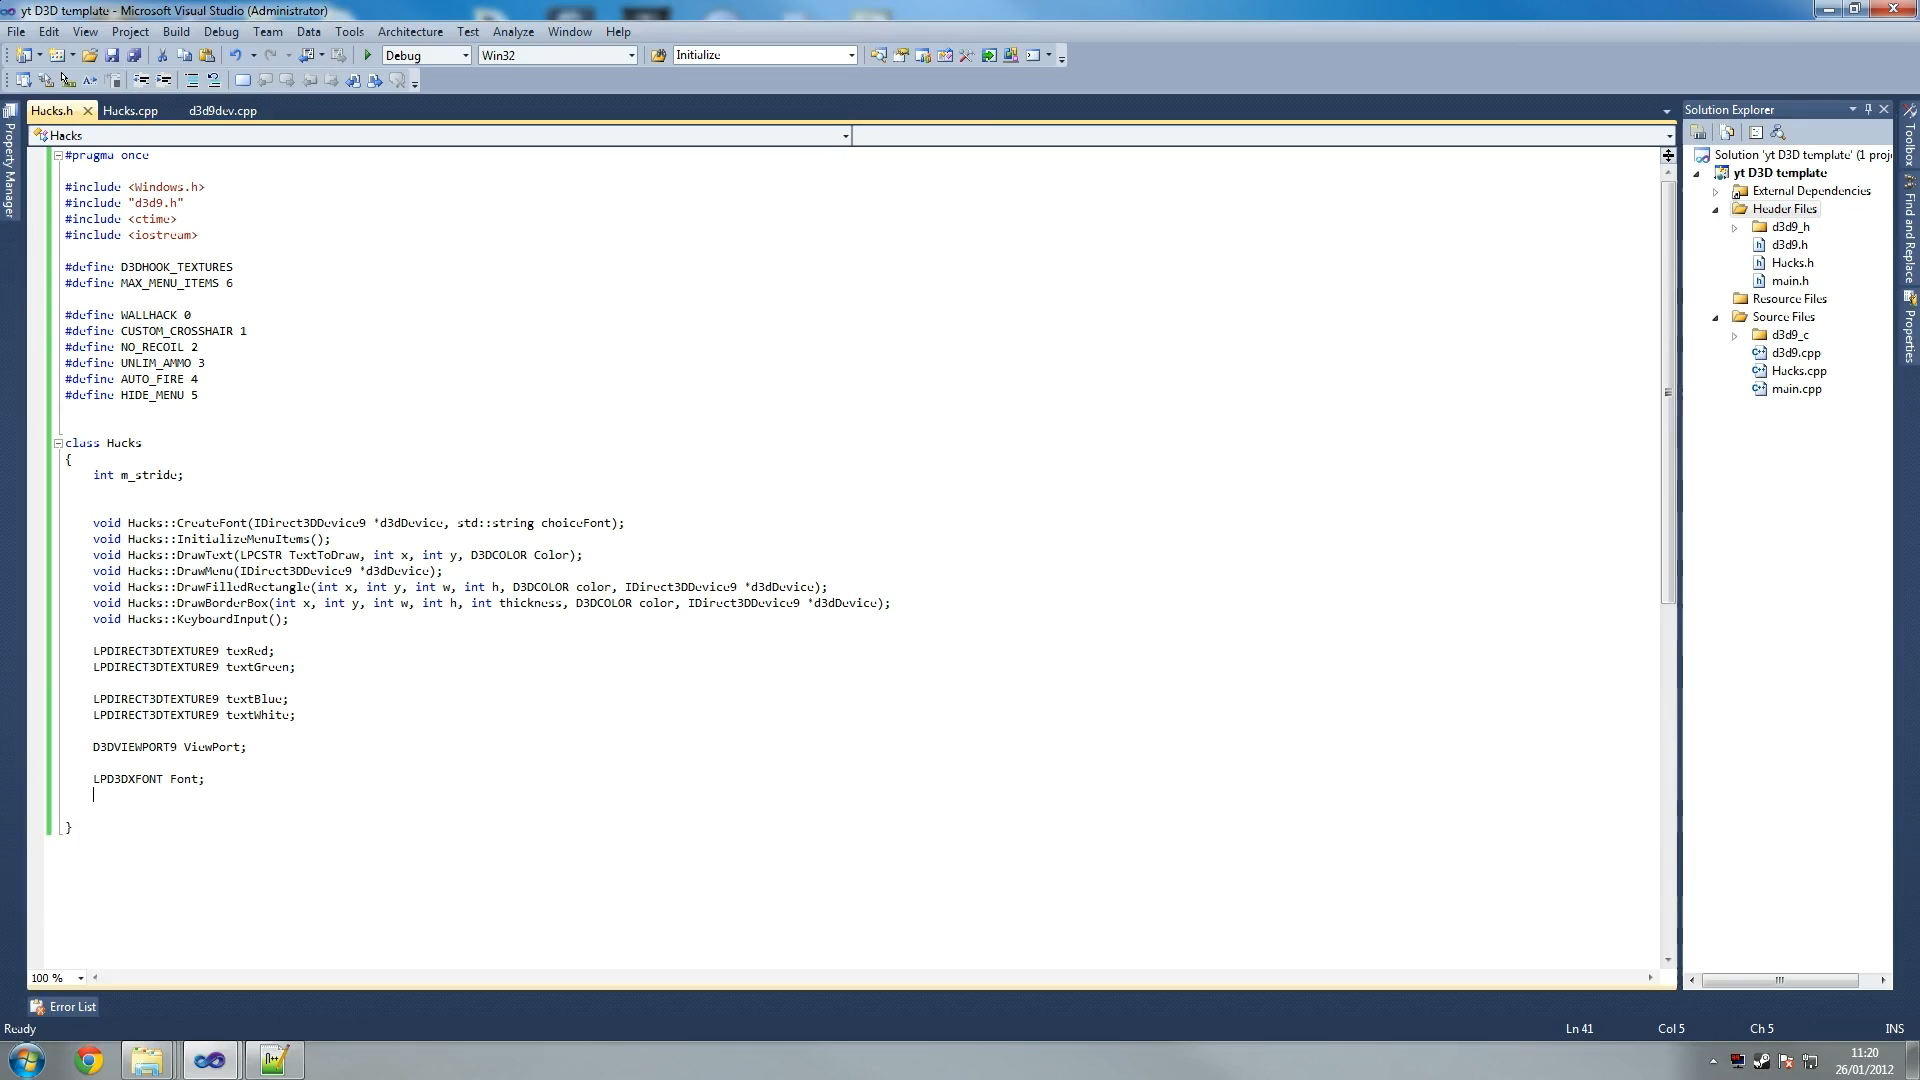 yt D3D template - Microsoft Visual Studio (Administrator)
File Edit View Project Build Debug Team Data Tools Architecture Test Analyze Window Help
Debug Win32 Initialize
Hacks.h Hacks.cpp d3d9dev.cpp
Hacks
Property Manager
#pragma once
#include <Windows.h>
#include "d3d9.h"
#include <ctime>
#include <iostream>
#define D3DHOOK_TEXTURES
#define MAX_MENU_ITEMS 6
#define WALLHACK 0
#define CUSTOM_CROSSHAIR 1
#define NO_RECOIL 2
#define UNLIM_AMMO 3
#define AUTO_FIRE 4
#define HIDE_MENU 5
class Hacks
{
int m_stride;
void Hacks::CreateFont(IDirect3DDevice9 *d3dDevice, std::string choiceFont);
void Hacks::InitializeMenuItems();
void Hacks::DrawText(LPCSTR TextToDraw, int x, int y, D3DCOLOR Color);
void Hacks::DrawMenu(IDirect3DDevice9 *d3dDevice);
void Hacks::DrawFilledRectangle(int x, int y, int w, int h, D3DCOLOR color, IDirect3DDevice9 *d3dDevice);
void Hacks::DrawBorderBox(int x, int y, int w, int h, int thickness, D3DCOLOR color, IDirect3DDevice9 *d3dDevice);
void Hacks::KeyboardInput();
LPDIRECT3DTEXTURE9 texRed;
LPDIRECT3DTEXTURE9 textGreen;
LPDIRECT3DTEXTURE9 textBlue;
LPDIRECT3DTEXTURE9 textWhite;
D3DVIEWPORT9 ViewPort;
LPD3DXFONT Font;
}
100 %
Solution Explorer
Solution 'yt D3D template' (1 proj
yt D3D template
External Dependencies
Header Files
d3d9_h
d3d9.h
Hacks.h
main.h
Resource Files
Source Files
d3d9_c
d3d9.cpp
Hacks.cpp
main.cpp
Toolbox
Find and Replace
Properties
Error List
Ready Ln 41 Col 5 Ch 5 INS
11:20
26/01/2012